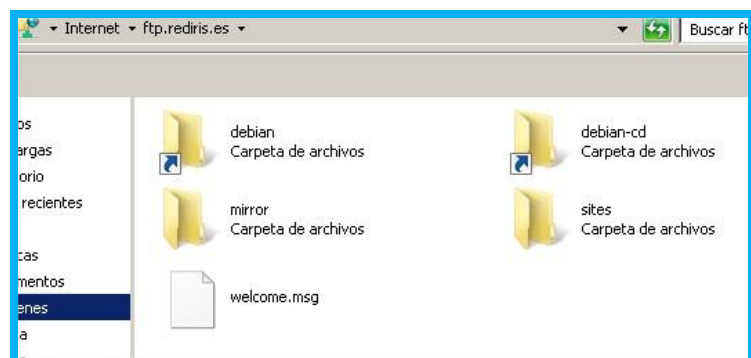 Internet ftp.rediris.es Buscar ft
os
argas
orio
recientes
cas
mentos
enes
a
debian
Carpeta de archivos
debian-cd
Carpeta de archivos
mirror
Carpeta de archivos
sites
Carpeta de archivos
welcome.msg